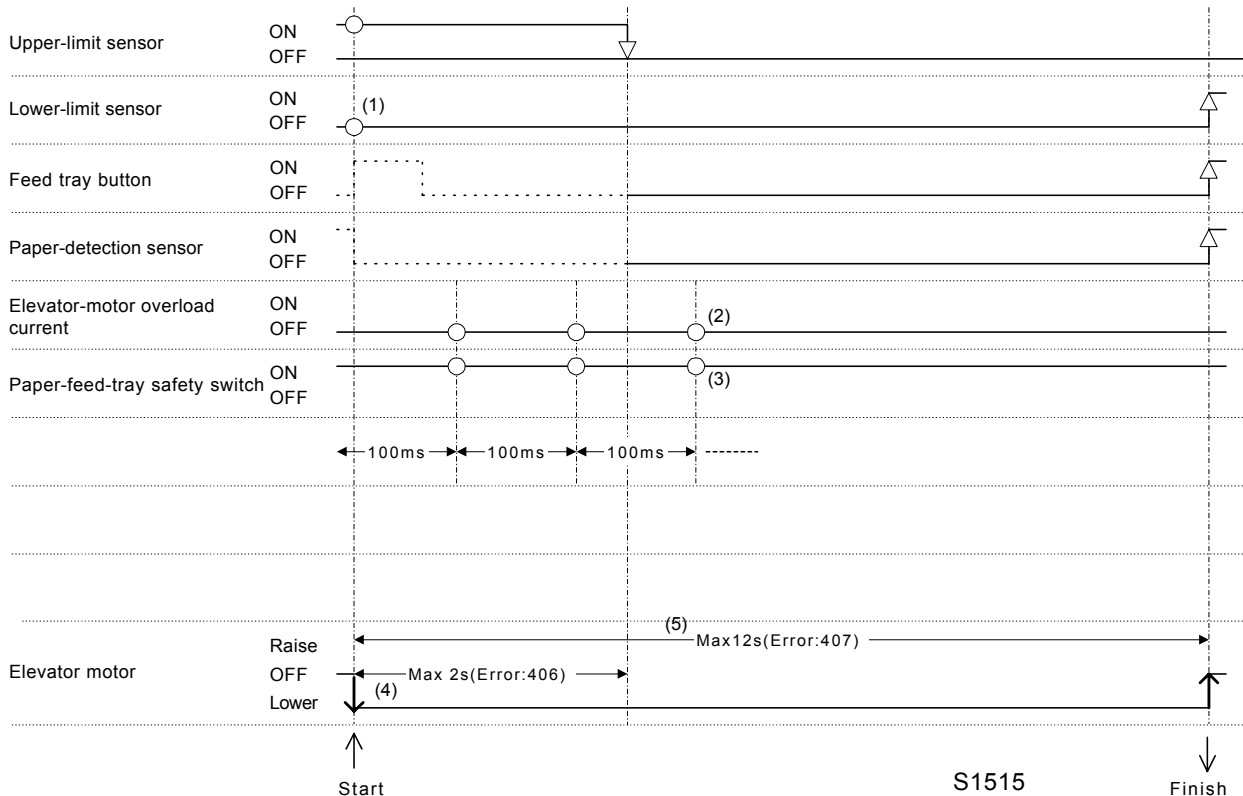 Upper-limit sensor ON
OFF
Lower-limit sensor ON (1)
OFF
Feed tray button ON
OFF
Paper-detection sensor ON
OFF
Elevator-motor overload current ON
OFF (2)
Paper-feed-tray safety switch ON
OFF (3)
100ms 100ms 100ms
Raise (5) Max12s(Error:407)
Elevator motor OFF Max 2s(Error:406)
Lower (4)
Start S1515 Finish